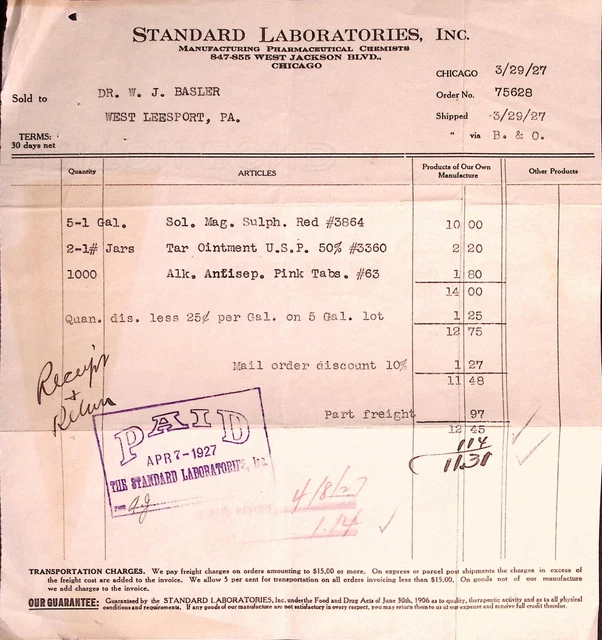 STANDARD LABORATORIES, INC.
MANUFACTURING PHARMACEUTICAL CHEMISTS
847-855 WEST JACKSON BLVD..
CHICAGO
CHICAGO 3/29/27
Sold to DR. W. J. BASLER Order No. 75628
WEST LEESPORT, PA. Shipped 3/29/27
TERMS: " via B. & O.
30 days net
Quantity ARTICLES Products of Our Own Manufacture Other Products
5-1 Gal. Sol. Mag. Sulph. Red #3864 10 00
2-1# Jars Tar Ointment U.S.P. 50% #3360 2 20
1000 Alk. Antisep. Pink Tabs. #63 1 80
14 00
Quan. dis. less 25¢ per Gal. on 5 Gal. lot 1 25
12 75
Mail order discount 10% 1 27
11 48
Part freight 97
12 45
1 14
11.31
Receipt
+
Return
PAID
APR 7-1927
THE STANDARD LABORATORIES, Inc.
4/8/27
1.14
TRANSPORTATION CHARGES. We pay freight charges on orders amounting to $15.00 or more. On express or parcel post shipments the charges in excess of
the freight cost are added to the invoice. We allow 5 per cent for transportation on all orders invoicing less than $15.00. On goods not of our manufacture
we add charges to the invoice.
OUR GUARANTEE: Guaranteed by the STANDARD LABORATORIES, Inc. under the Food and Drug Acts of June 30th, 1906 as to quality, therapeutic activity and as to all physical
conditions and requirements. If any goods of our manufacture are not satisfactory in every respect, you may return them to us at our expense and receive full credit therefor.